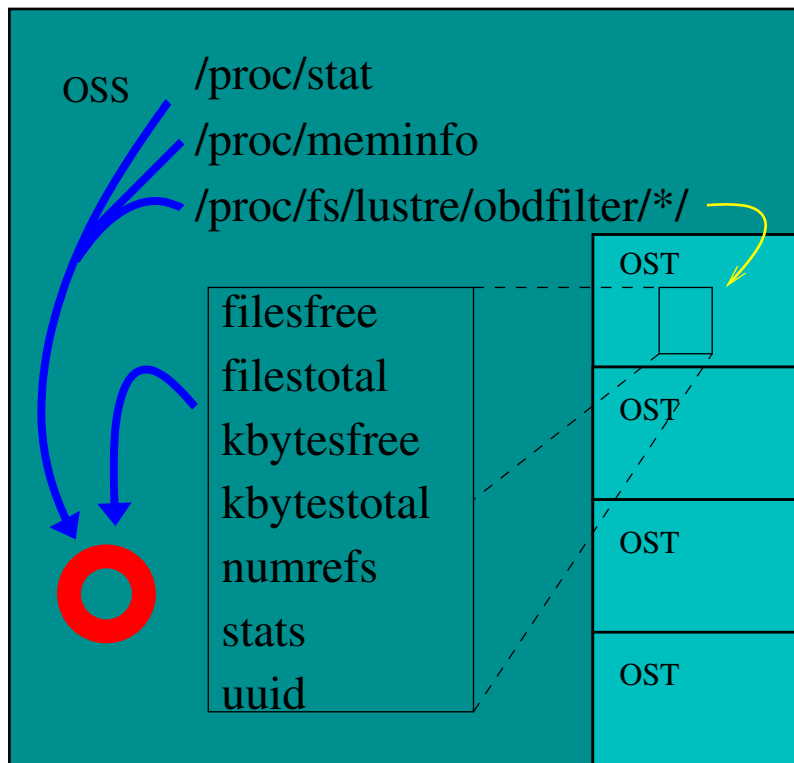 OSS
/proc/stat
/proc/meminfo
/proc/fs/lustre/obdfilter/*/
OST
filesfree
filestotal
kbytesfree
kbytestotal
numrefs
stats
uuid
OST
OST
OST